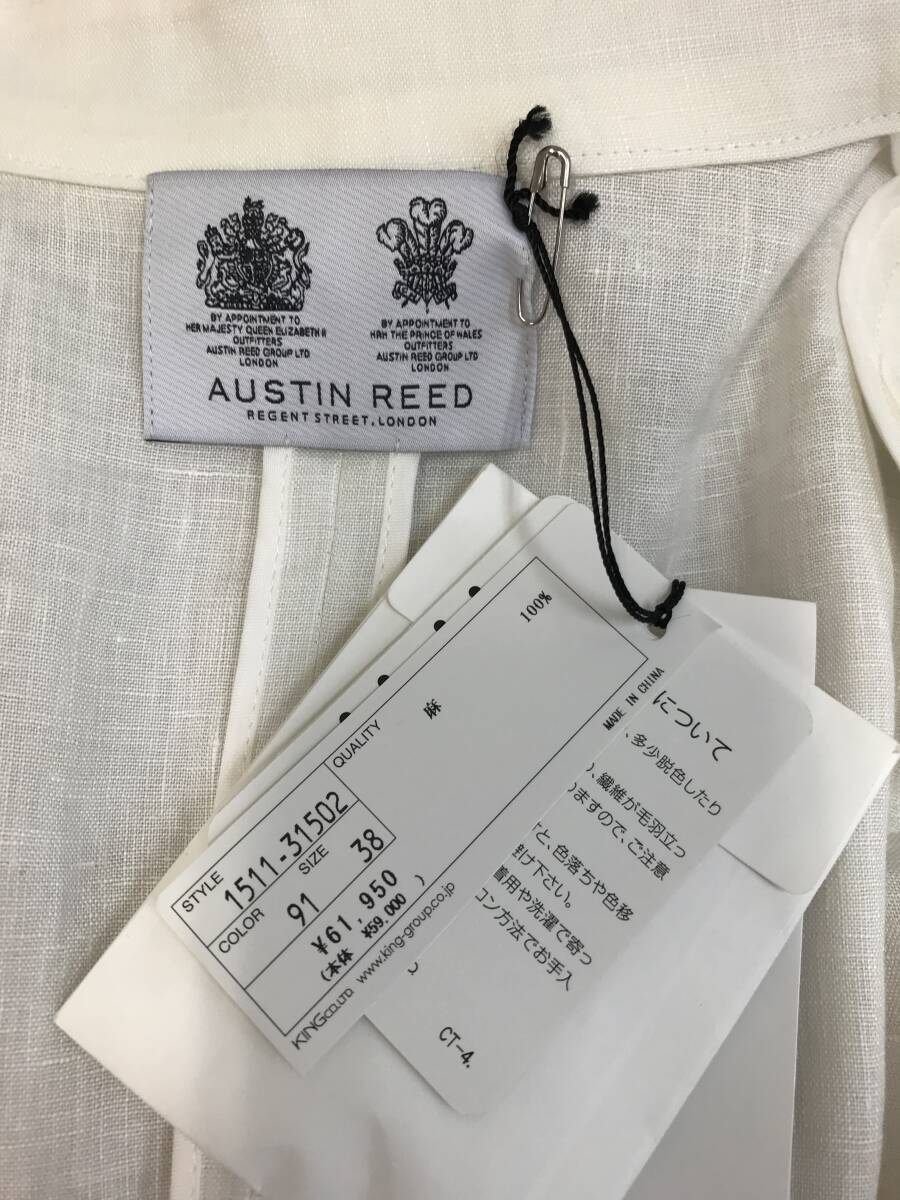 BY APPOINTMENT TO
HER MAJESTY QUEEN ELIZABETH II
OUTFITTERS
AUSTIN REED GROUP LTD
LONDON
BY APPOINTMENT TO
HRH THE PRINCE OF WALES
OUTFITTERS
AUSTIN REED GROUP LTD
LONDON
AUSTIN REED
REGENT STREET, LONDON
STYLE
1511-31502
COLOR
SIZE
91
38
¥61,950
(本体 ¥59,000 )
KING CO.,LTD. www.king-group.co.jp
QUALITY
麻
100%
MADE IN CHINA
について
、多少脱色したり
、繊維が毛羽立っ
りますので、ご注意
と、色落ちや色移
避け下さい。
着用や洗濯で寄っ
コン方法でお手入
CT-4.